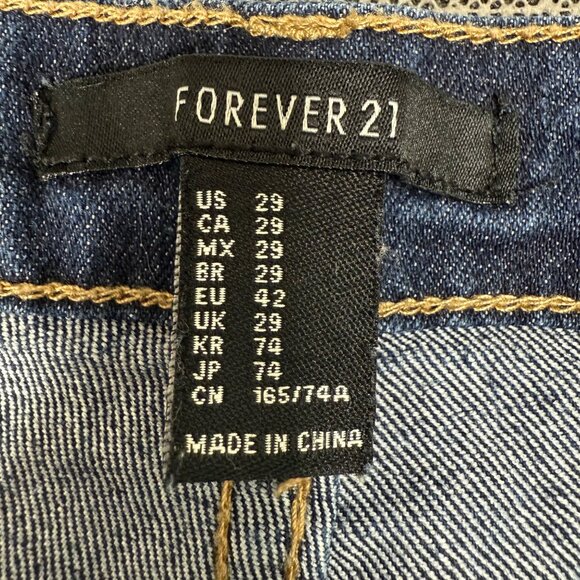 FOREVER 21
US 29
CA 29
MX 29
BR 29
EU 42
UK 29
KR 74
JP 74
CN 165/74A
MADE IN CHINA